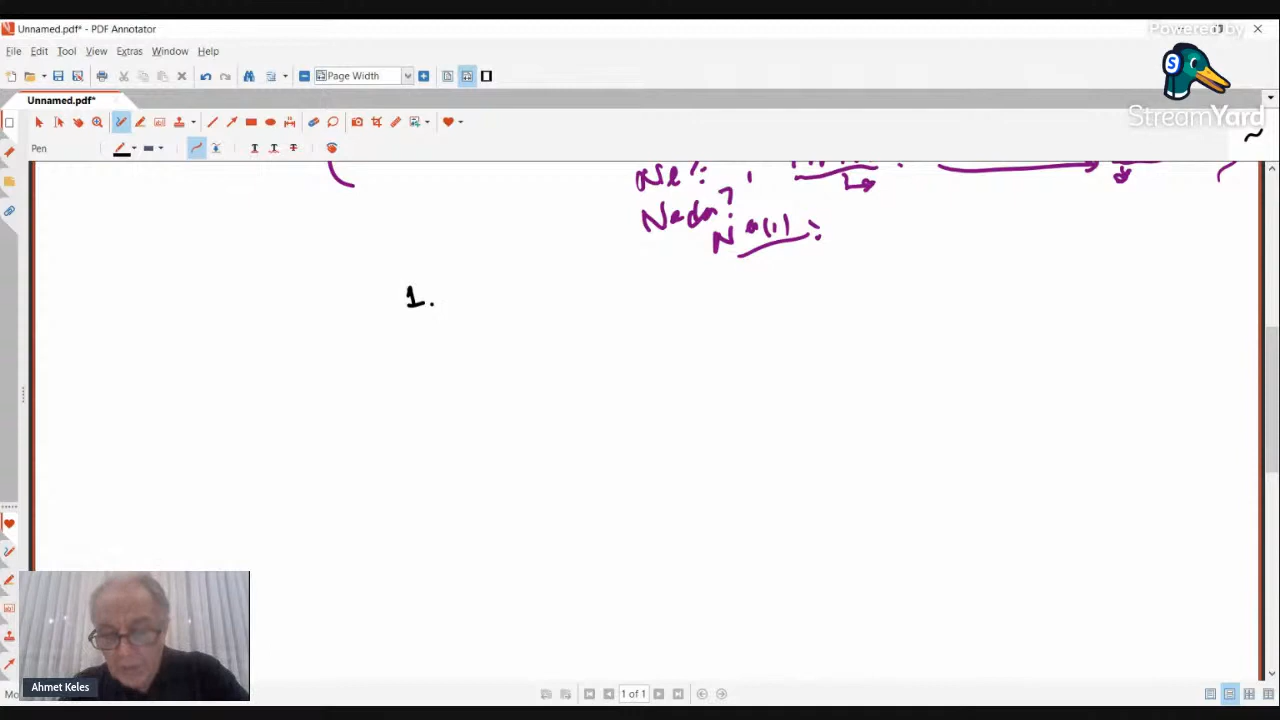 Unnamed.pdf* - PDF Annotator
Powered by
File Edit Tool View Extras Window Help
Page Width
Unnamed.pdf*
StreamYard
Pen
Ne?:
Neden?
1.
Ahmet Keles
1 of 1